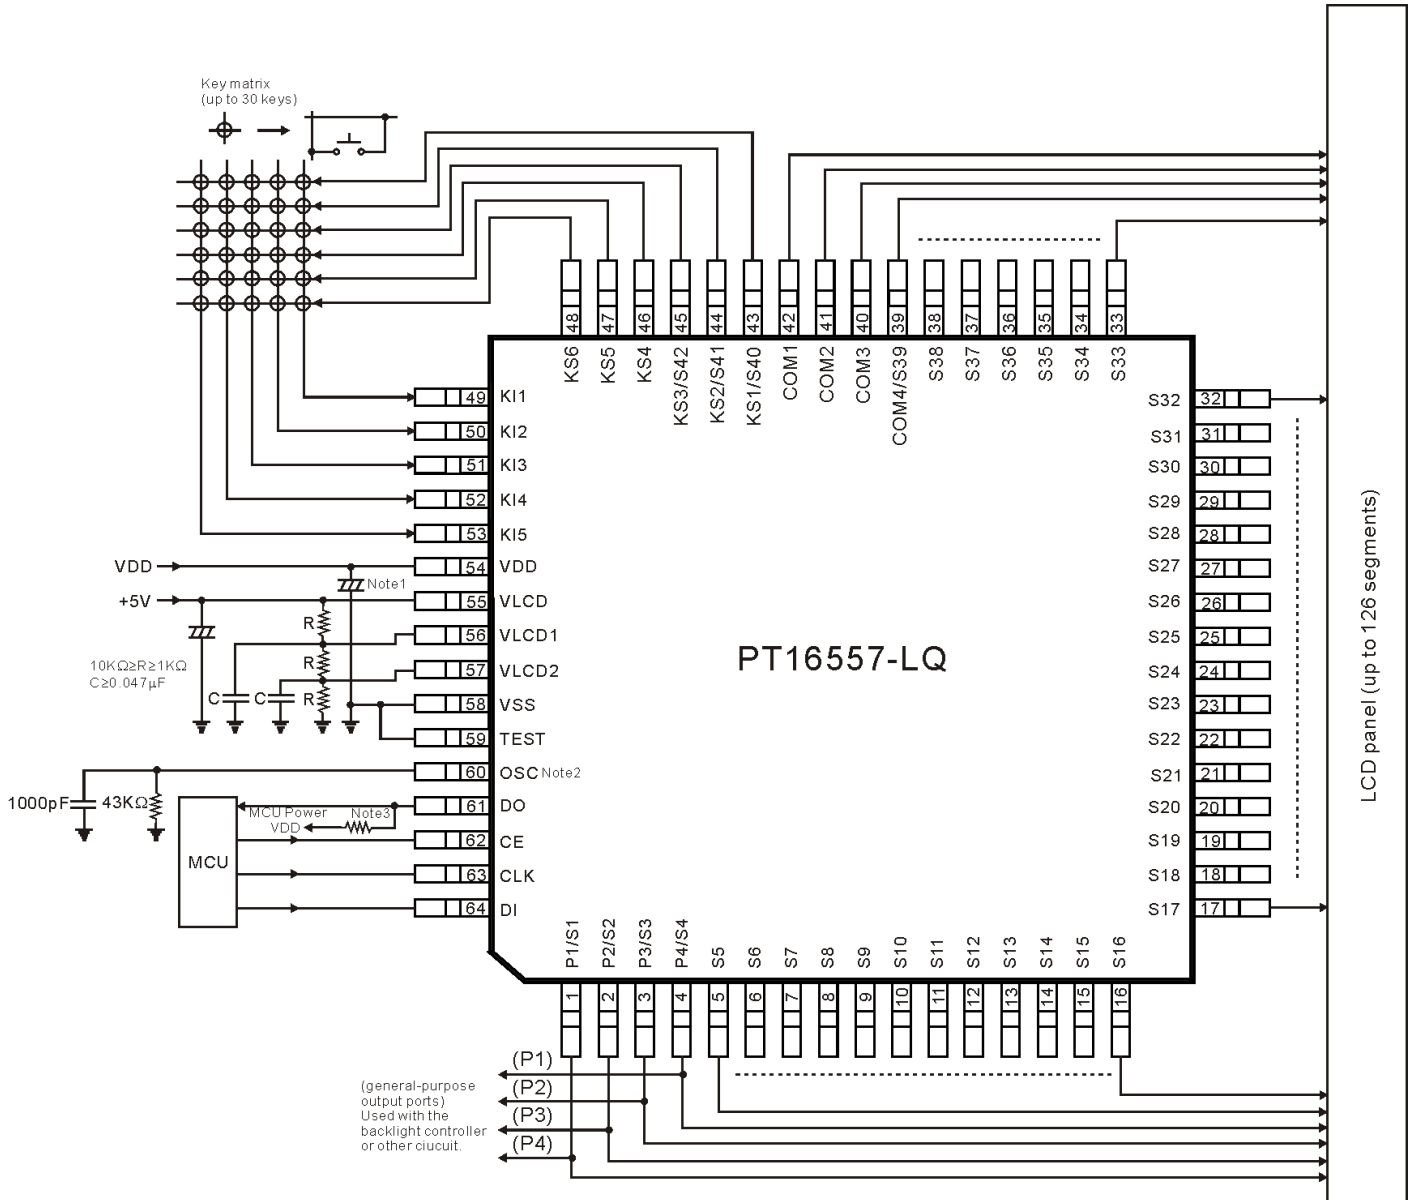 Key matrix
(up to 30 keys)
48 47 46 45 44 43 42 41 40 39 38 37 36 35 34 33
KS6 KS5 KS4 KS3/S42 KS2/S41 KS1/S40 COM1 COM2 COM3 COM4/S39 S38 S37 S36 S35 S34 S33
49 KI1
50 KI2
51 KI3
52 KI4
53 KI5
VDD 54 VDD
Note1
+5V 55 VLCD
R
56 VLCD1
10KΩ≥R≥1KΩ
C≥0.047µF
R
57 VLCD2
C C R
58 VSS
59 TEST
60 OSC Note2
1000pF 43KΩ
61 DO
MCU Power
VDD
Note3
62 CE
MCU
63 CLK
64 DI
PT16557-LQ
S32 32
S31 31
S30 30
S29 29
S28 28
S27 27
S26 26
S25 25
S24 24
S23 23
S22 22
S21 21
S20 20
S19 19
S18 18
S17 17
LCD panel (up to 126 segments)
P1/S1 P2/S2 P3/S3 P4/S4 S5 S6 S7 S8 S9 S10 S11 S12 S13 S14 S15 S16
1 2 3 4 5 6 7 8 9 10 11 12 13 14 15 16
(P1)
(P2)
(P3)
(P4)
(general-purpose
output ports)
Used with the
backlight controller
or other ciucuit.